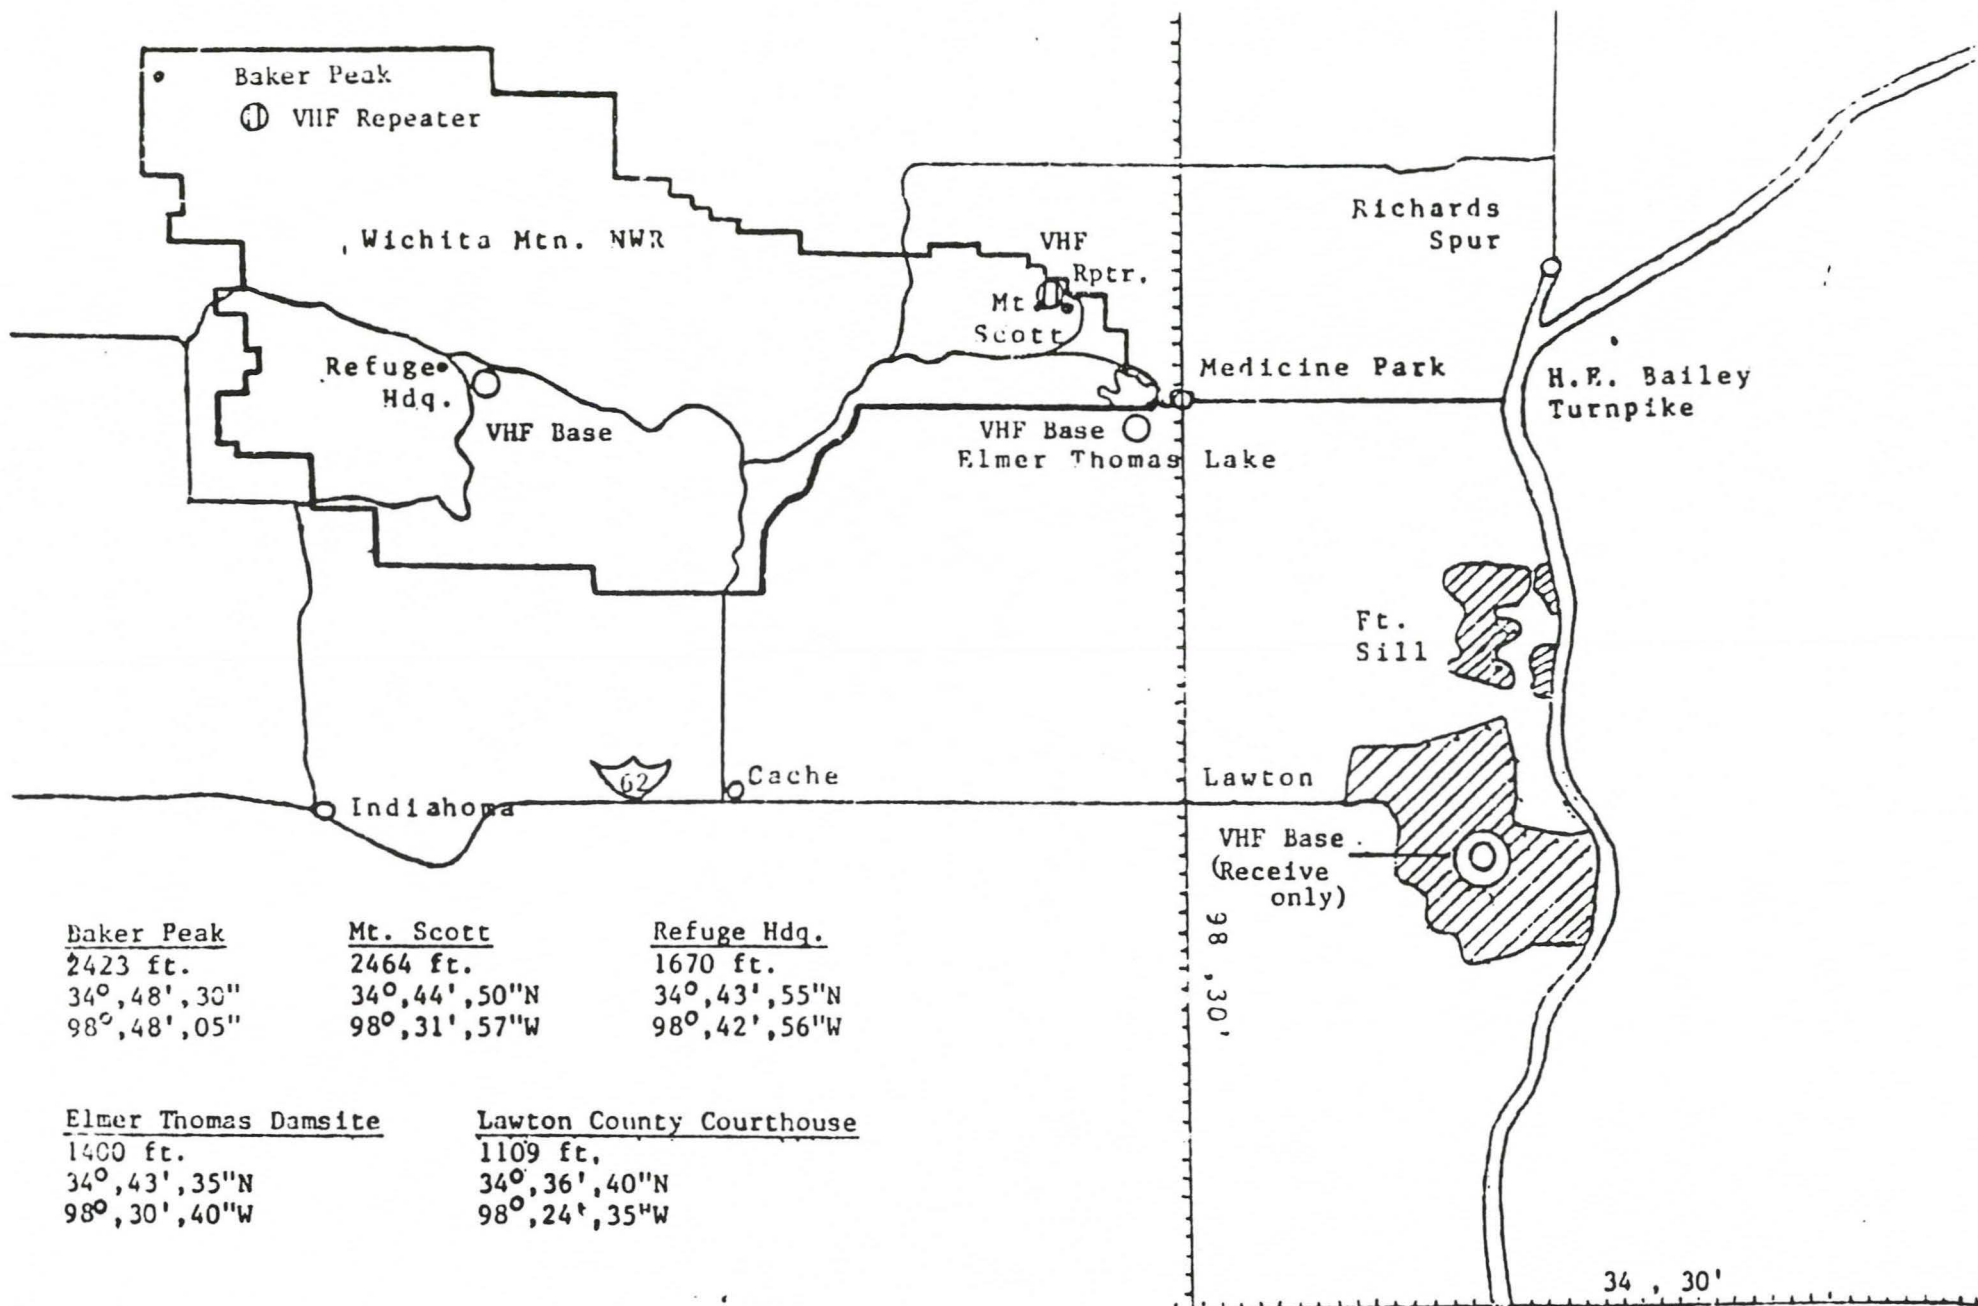 Baker Peak
VHF Repeater
Wichita Mtn. NWR
VHF
Rptr.
Mt
Scott
Richards
Spur
Refuge
Hdq.
VHF Base
Medicine Park
H.E. Bailey
Turnpike
VHF Base
Elmer Thomas Lake
Ft.
Sill
62
Cache
Indiahoma
Lawton
VHF Base
(Receive
only)
98 , 30'
Baker Peak
2423 ft.
34°,48',30"
98°,48',05"
Mt. Scott
2464 ft.
34°,44',50"N
98°,31',57"W
Refuge Hdq.
1670 ft.
34°,43',55"N
98°,42',56"W
Elmer Thomas Damsite
1400 ft.
34°,43',35"N
98°,30',40"W
Lawton County Courthouse
1109 ft.
34°,36',40"N
98°,24',35"W
34 , 30'